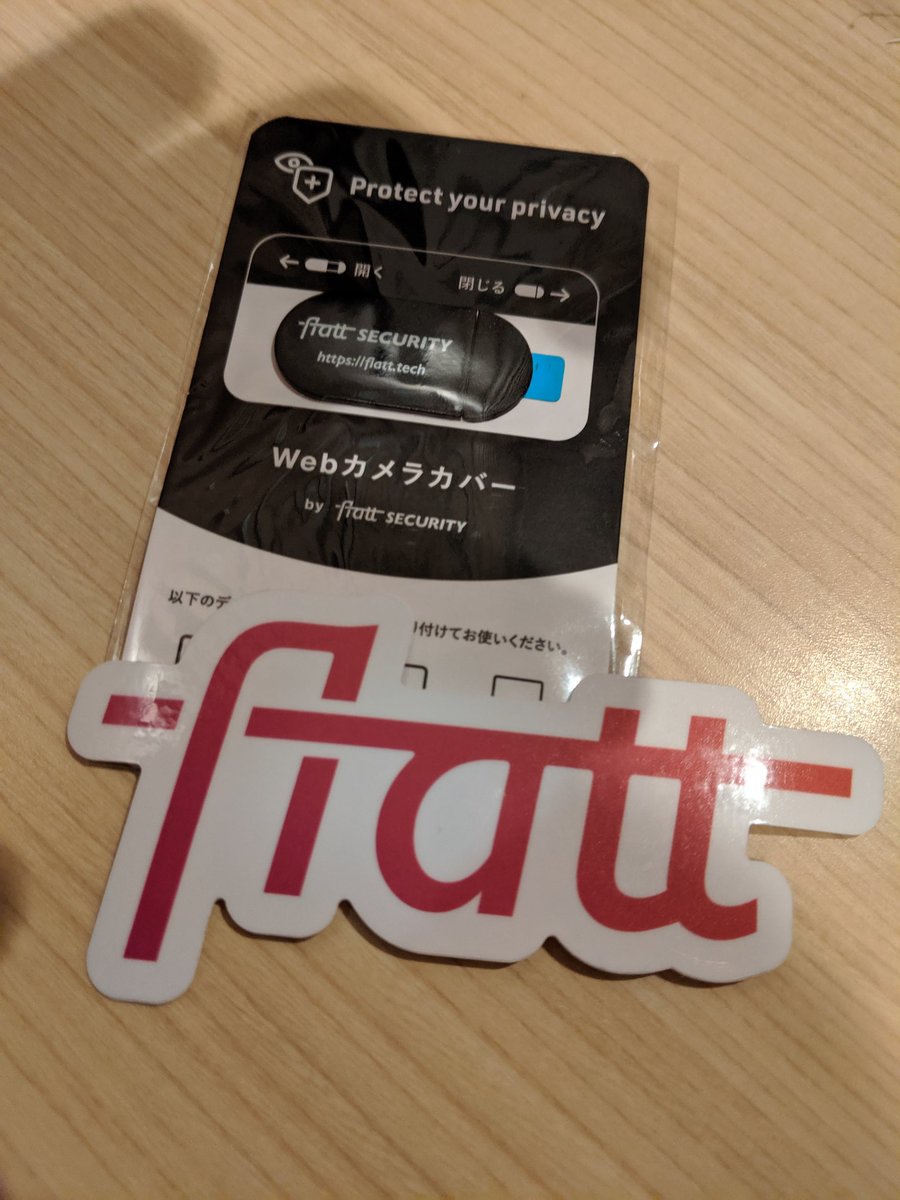 Protect your privacy
← 開く
閉じる →
flatt SECURITY
https://flatt.tech
Webカメラカバー
by flatt SECURITY
以下のデ
付けてお使いください。
flatt